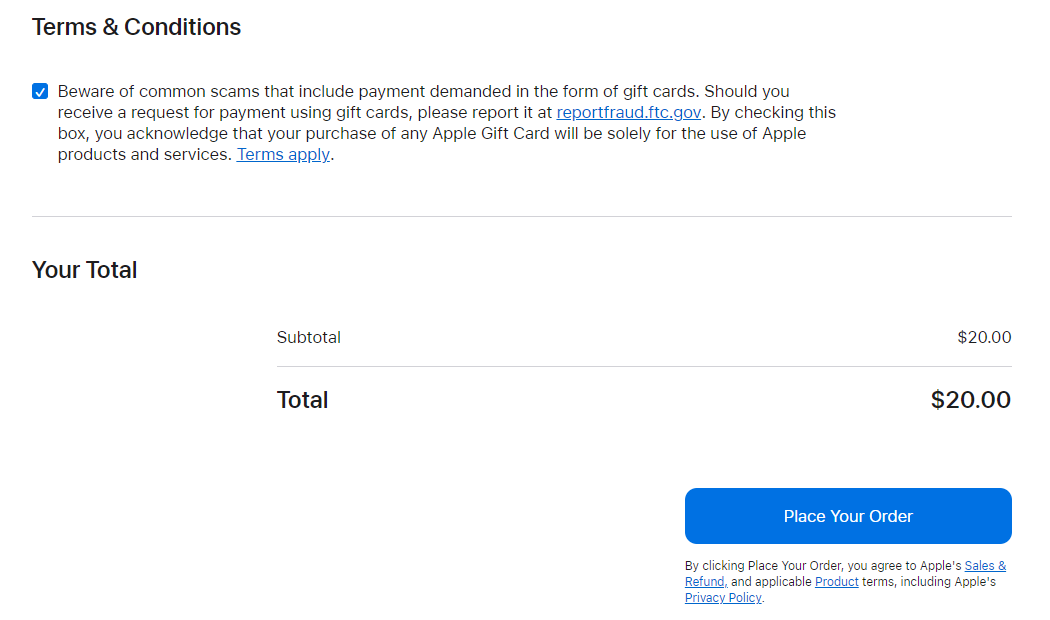 Terms & Conditions
Beware of common scams that include payment demanded in the form of gift cards. Should you
receive a request for payment using gift cards, please report it at reportfraud.ftc.gov. By checking this
box, you acknowledge that your purchase of any Apple Gift Card will be solely for the use of Apple
products and services. Terms apply.
Your Total
Subtotal $20.00
Total $20.00
Place Your Order
By clicking Place Your Order, you agree to Apple's Sales &
Refund, and applicable Product terms, including Apple's
Privacy Policy.